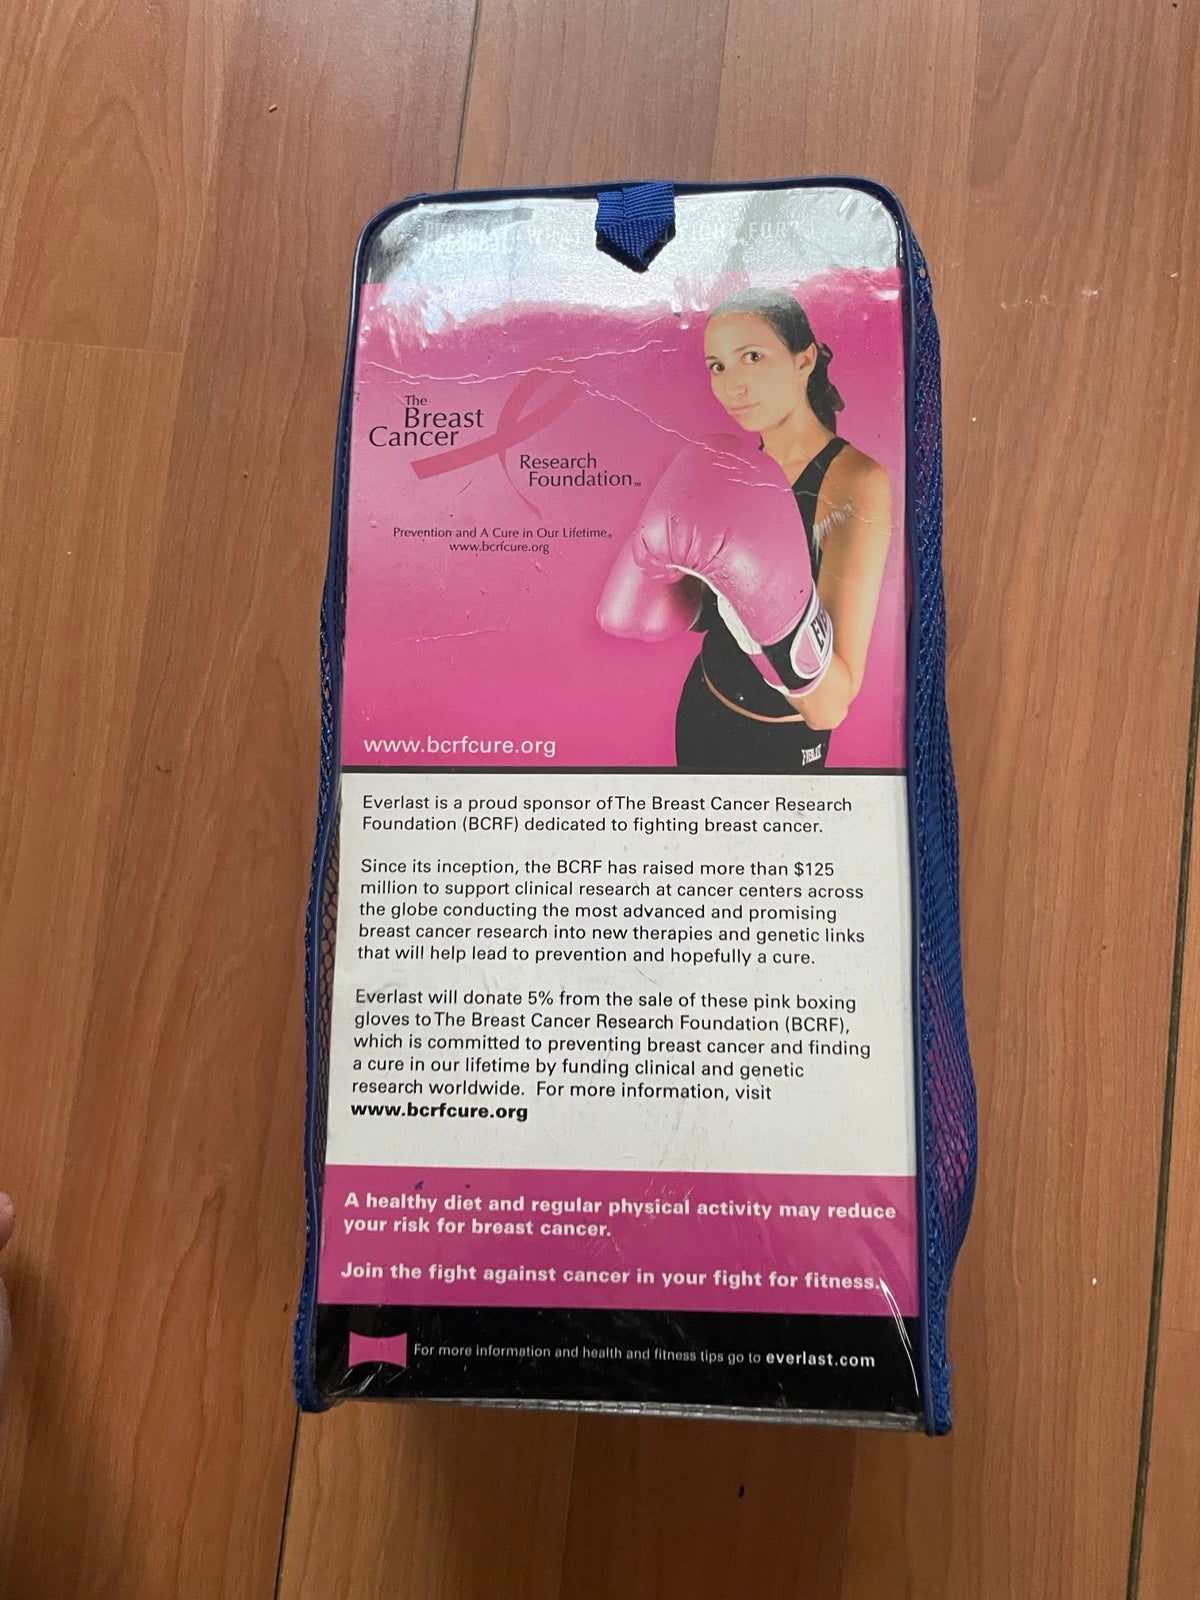 The
Breast
Cancer
Research
Foundation™
Prevention and A Cure in Our Lifetime®
www.bcrfcure.org
EVERLAST
www.bcrfcure.org
Everlast is a proud sponsor of The Breast Cancer Research
Foundation (BCRF) dedicated to fighting breast cancer.
Since its inception, the BCRF has raised more than $125
million to support clinical research at cancer centers across
the globe conducting the most advanced and promising
breast cancer research into new therapies and genetic links
that will help lead to prevention and hopefully a cure.
Everlast will donate 5% from the sale of these pink boxing
gloves to The Breast Cancer Research Foundation (BCRF),
which is committed to preventing breast cancer and finding
a cure in our lifetime by funding clinical and genetic
research worldwide. For more information, visit
www.bcrfcure.org
A healthy diet and regular physical activity may reduce
your risk for breast cancer.
Join the fight against cancer in your fight for fitness.
For more information and health and fitness tips go to everlast.com